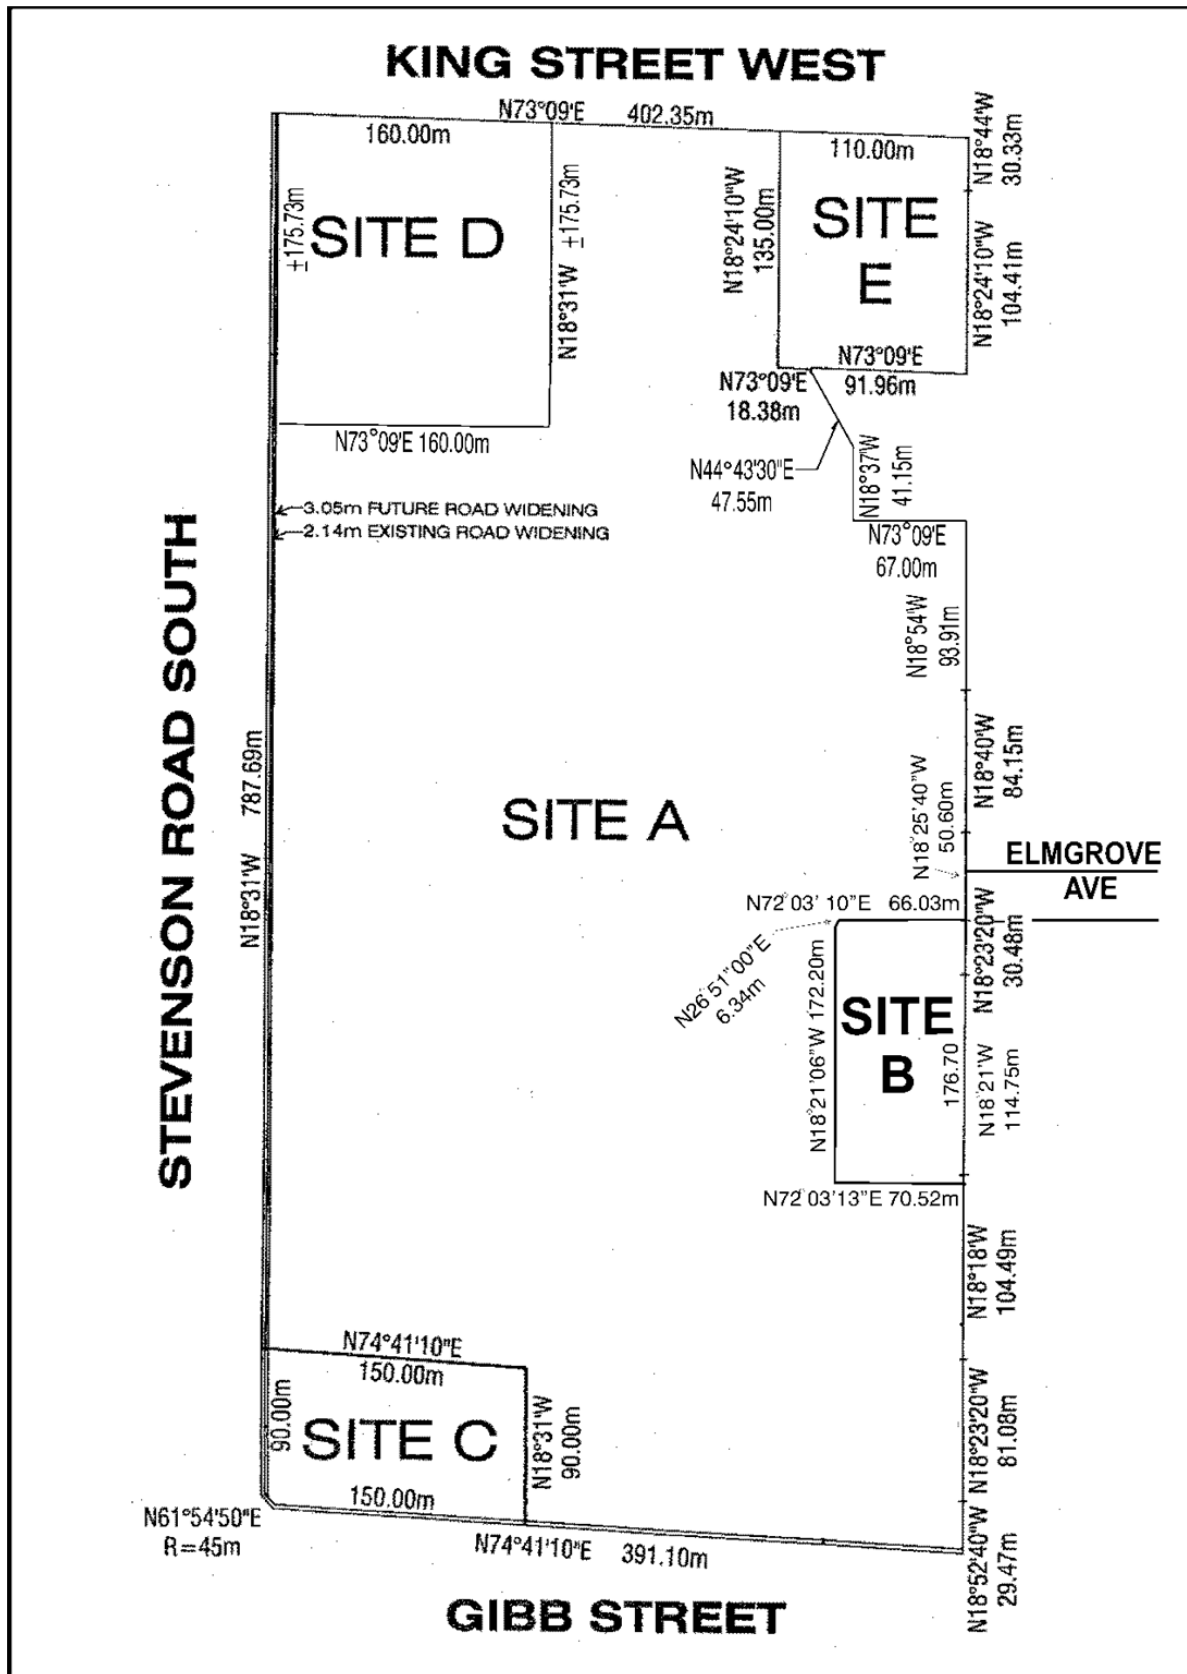 KING STREET WEST
N73°09'E 402.35m
160.00m
110.00m
N18°44'W
30.33m
±175.73m
SITE D
±175.73m
N18°31'W
N18°24'10"W
135.00m
SITE
E
N18°24'10"W
104.41m
N73°09'E
91.96m
N73°09'E
18.38m
N73°09'E 160.00m
N44°43'30"E
47.55m
N18°37'W
41.15m
3.05m FUTURE ROAD WIDENING
2.14m EXISTING ROAD WIDENING
N73°09'E
67.00m
N18°54'W
93.91m
STEVENSON ROAD SOUTH
787.69m
N18°31'W
SITE A
N18°40'W
84.15m
N18°25'40"W
50.60m
ELMGROVE
AVE
N72°03' 10"E 66.03m
N26°51"00"E
6.34m
N18°23'20"W
30.48m
N18°21'06"W 172.20m
SITE
B
176.70
N18°21'W
114.75m
N72°03'13"E 70.52m
N18°18'W
104.49m
N74°41'10"E
150.00m
90.00m
SITE C
N18°31'W
90.00m
150.00m
N18°23'20"W
81.08m
N61°54'50"E
R=45m
N74°41'10"E 391.10m
N18°52'40"W
29.47m
GIBB STREET